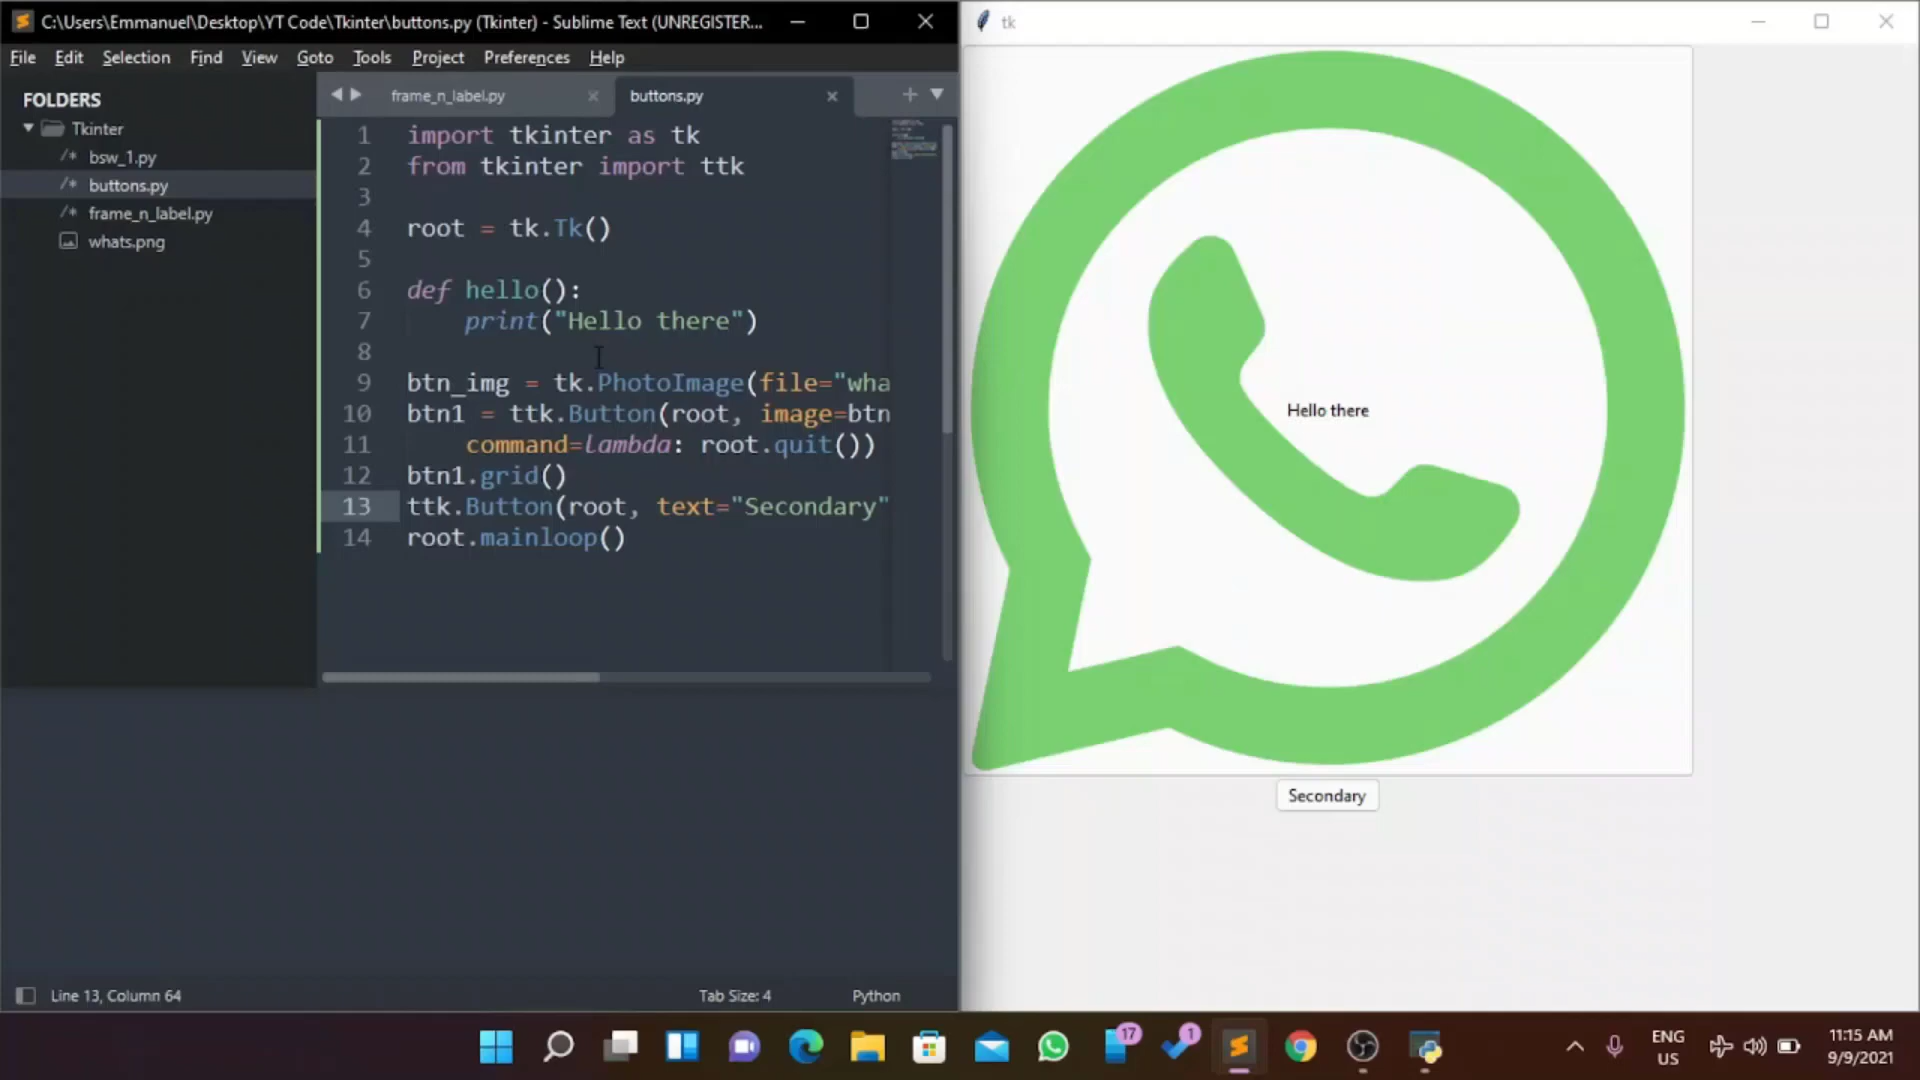 C:\Users\Emmanuel\Desktop\YT Code\Tkinter\buttons.py (Tkinter) - Sublime Text (UNREGISTER...
File Edit Selection Find View Goto Tools Project Preferences Help
FOLDERS
Tkinter
/* bsw_1.py
/* buttons.py
/* frame_n_label.py
whats.png
frame_n_label.py
buttons.py
1 import tkinter as tk
2 from tkinter import ttk
3
4 root = tk.Tk()
5
6 def hello():
7 print("Hello there")
8
9 btn_img = tk.PhotoImage(file="wha
10 btn1 = ttk.Button(root, image=btn
11 command=lambda: root.quit())
12 btn1.grid()
13 ttk.Button(root, text="Secondary"
14 root.mainloop()
Line 13, Column 64
Tab Size: 4
Python
tk
Hello there
Secondary
17
1
ENG
US
11:15 AM
9/9/2021